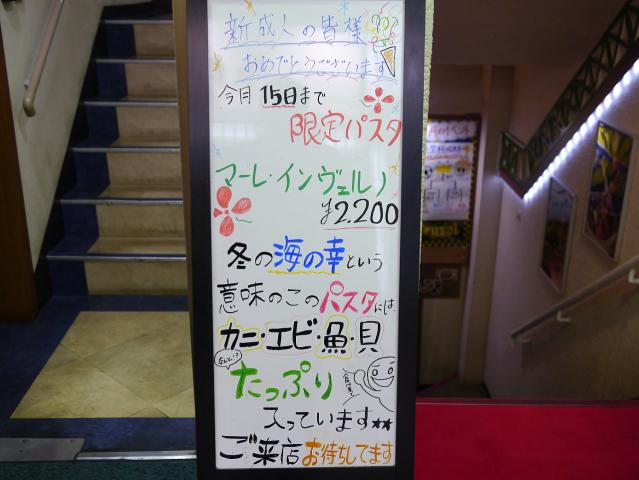 新成人の皆様
おめでとうございます
今月15日まで
限定パスタ
マーレ・インヴェルノ
¥2.200
冬の海の幸という
意味のこのパスタには、
カニ・エビ・魚・貝
なんと!?
たっぷり
入っています★★
ご来店お待ちしてます